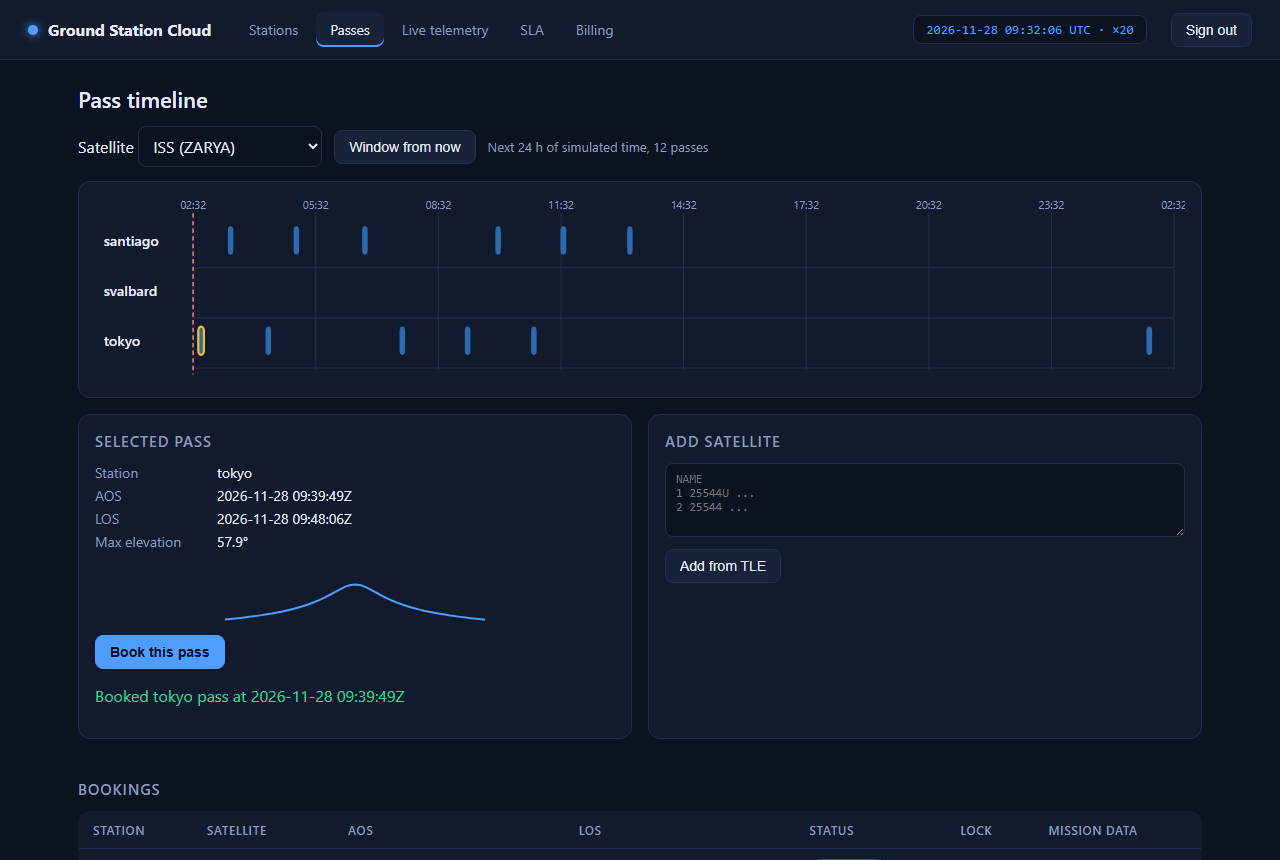 Ground Station Cloud Stations Passes Live telemetry SLA Billing 2026-11-28 09:32:06 UTC · ×20 Sign out
Pass timeline
Satellite ISS (ZARYA) Window from now Next 24 h of simulated time, 12 passes
02:32 05:32 08:32 11:32 14:32 17:32 20:32 23:32 02:32
santiago
svalbard
tokyo
SELECTED PASS
Station tokyo
AOS 2026-11-28 09:39:49Z
LOS 2026-11-28 09:48:06Z
Max elevation 57.9°
Book this pass
Booked tokyo pass at 2026-11-28 09:39:49Z
ADD SATELLITE
NAME
1 25544U ...
2 25544 ...
Add from TLE
BOOKINGS
STATION SATELLITE AOS LOS STATUS LOCK MISSION DATA